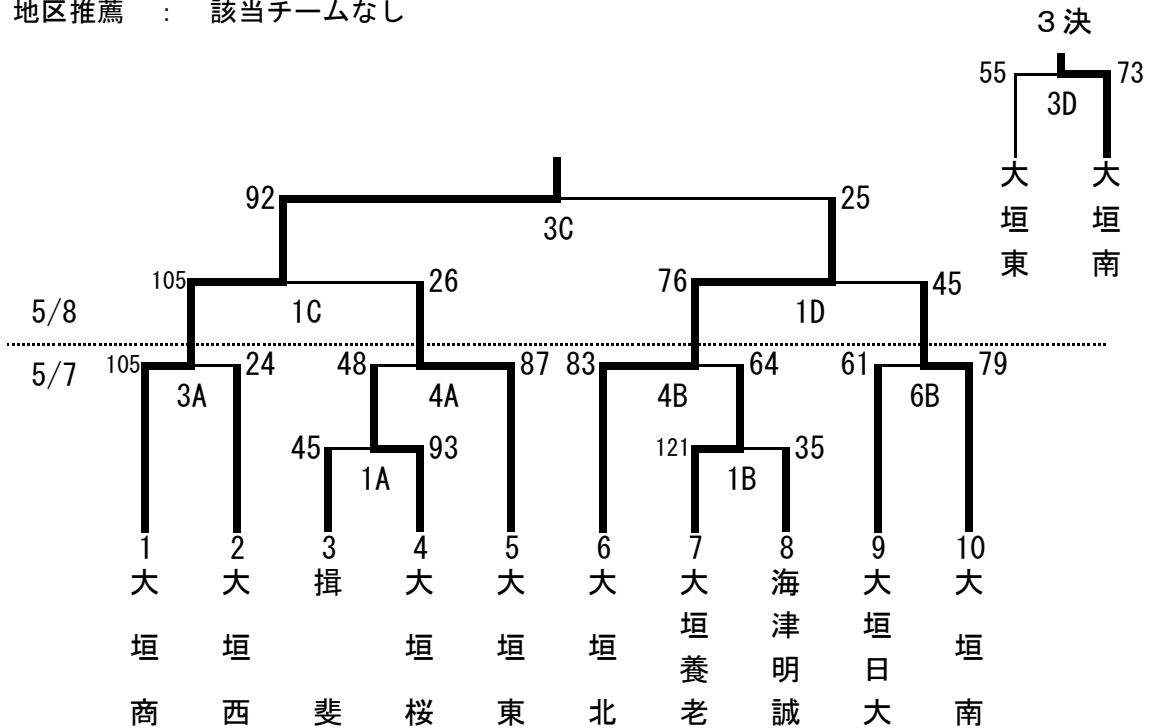 地区推薦 : 該当チームなし
3決
55 73
3D
大垣東 大垣南
92 25
3C
105 26 76 45
5/8 1C 1D
5/7 105 24 48 87 83 64 61 79
3A 4A 4B 6B
45 93 121 35
1A 1B
1 2 3 4 5 6 7 8 9 10
大垣商 大垣西 揖斐 大垣桜 大垣東 大垣北 大垣養老 海津明誠 大垣日大 大垣南